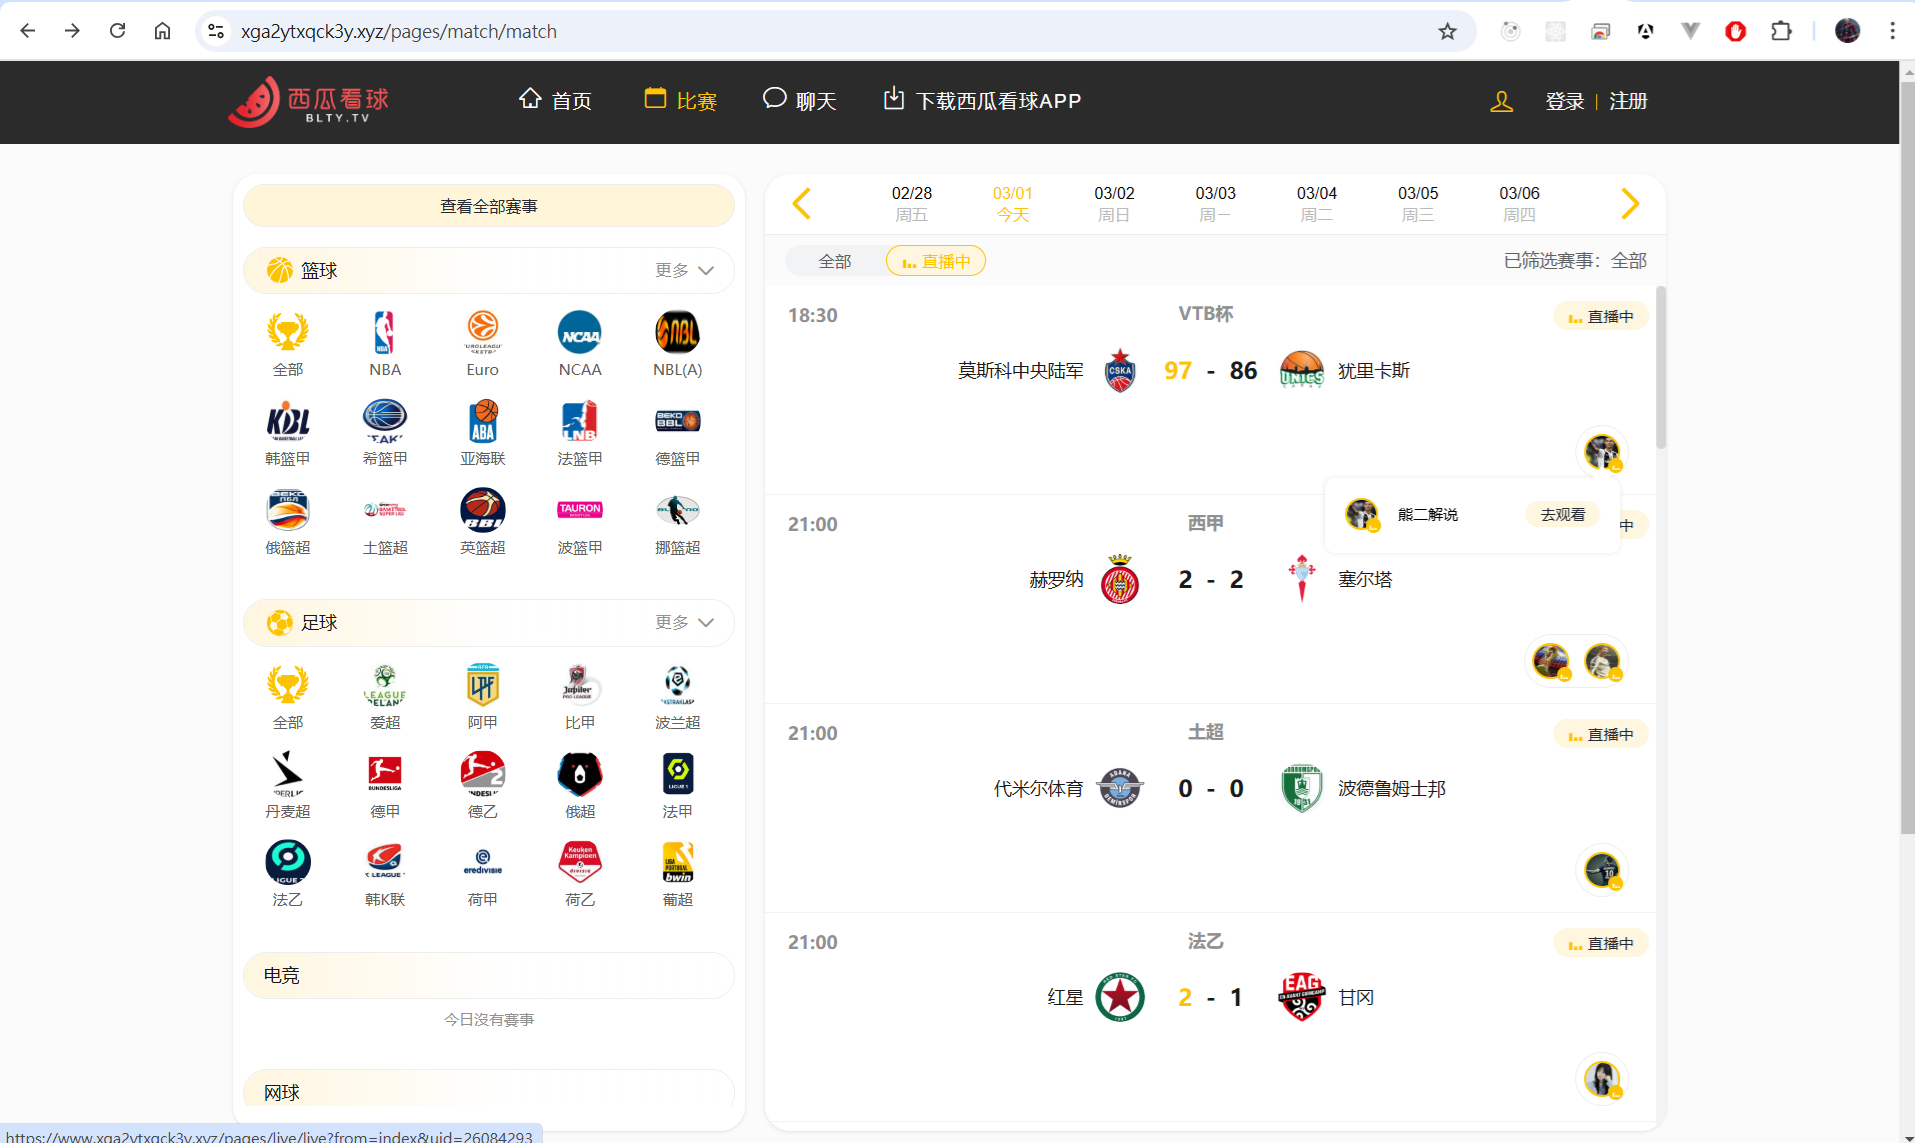 xga2ytxqck3y.xyz/pages/match/match
西瓜看球
BLTY.TV
首页
比赛
聊天
下载西瓜看球APP
登录 | 注册
查看全部赛事
篮球 更多
全部 NBA Euro NCAA NBL(A)
韩篮甲 希篮甲 亚海联 法篮甲 德篮甲
俄篮超 土篮超 英篮超 波篮甲 挪篮超
足球 更多
全部 爱超 阿甲 比甲 波兰超
丹麦超 德甲 德乙 俄超 法甲
法乙 韩K联 荷甲 荷乙 葡超
电竞
今日沒有赛事
网球
02/28 03/01 03/02 03/03 03/04 03/05 03/06
周五 今天 周日 周一 周二 周三 周四
全部 直播中 已筛选赛事：全部
18:30 VTB杯 直播中
莫斯科中央陆军 97 - 86 犹里卡斯
熊二解说 去观看
21:00 西甲 中
赫罗纳 2 - 2 塞尔塔
21:00 土超 直播中
代米尔体育 0 - 0 波德鲁姆士邦
21:00 法乙 直播中
红星 2 - 1 甘冈
https://www.xga2ytxqck3y.xyz/pages/live/live?from=index&uid=26084293